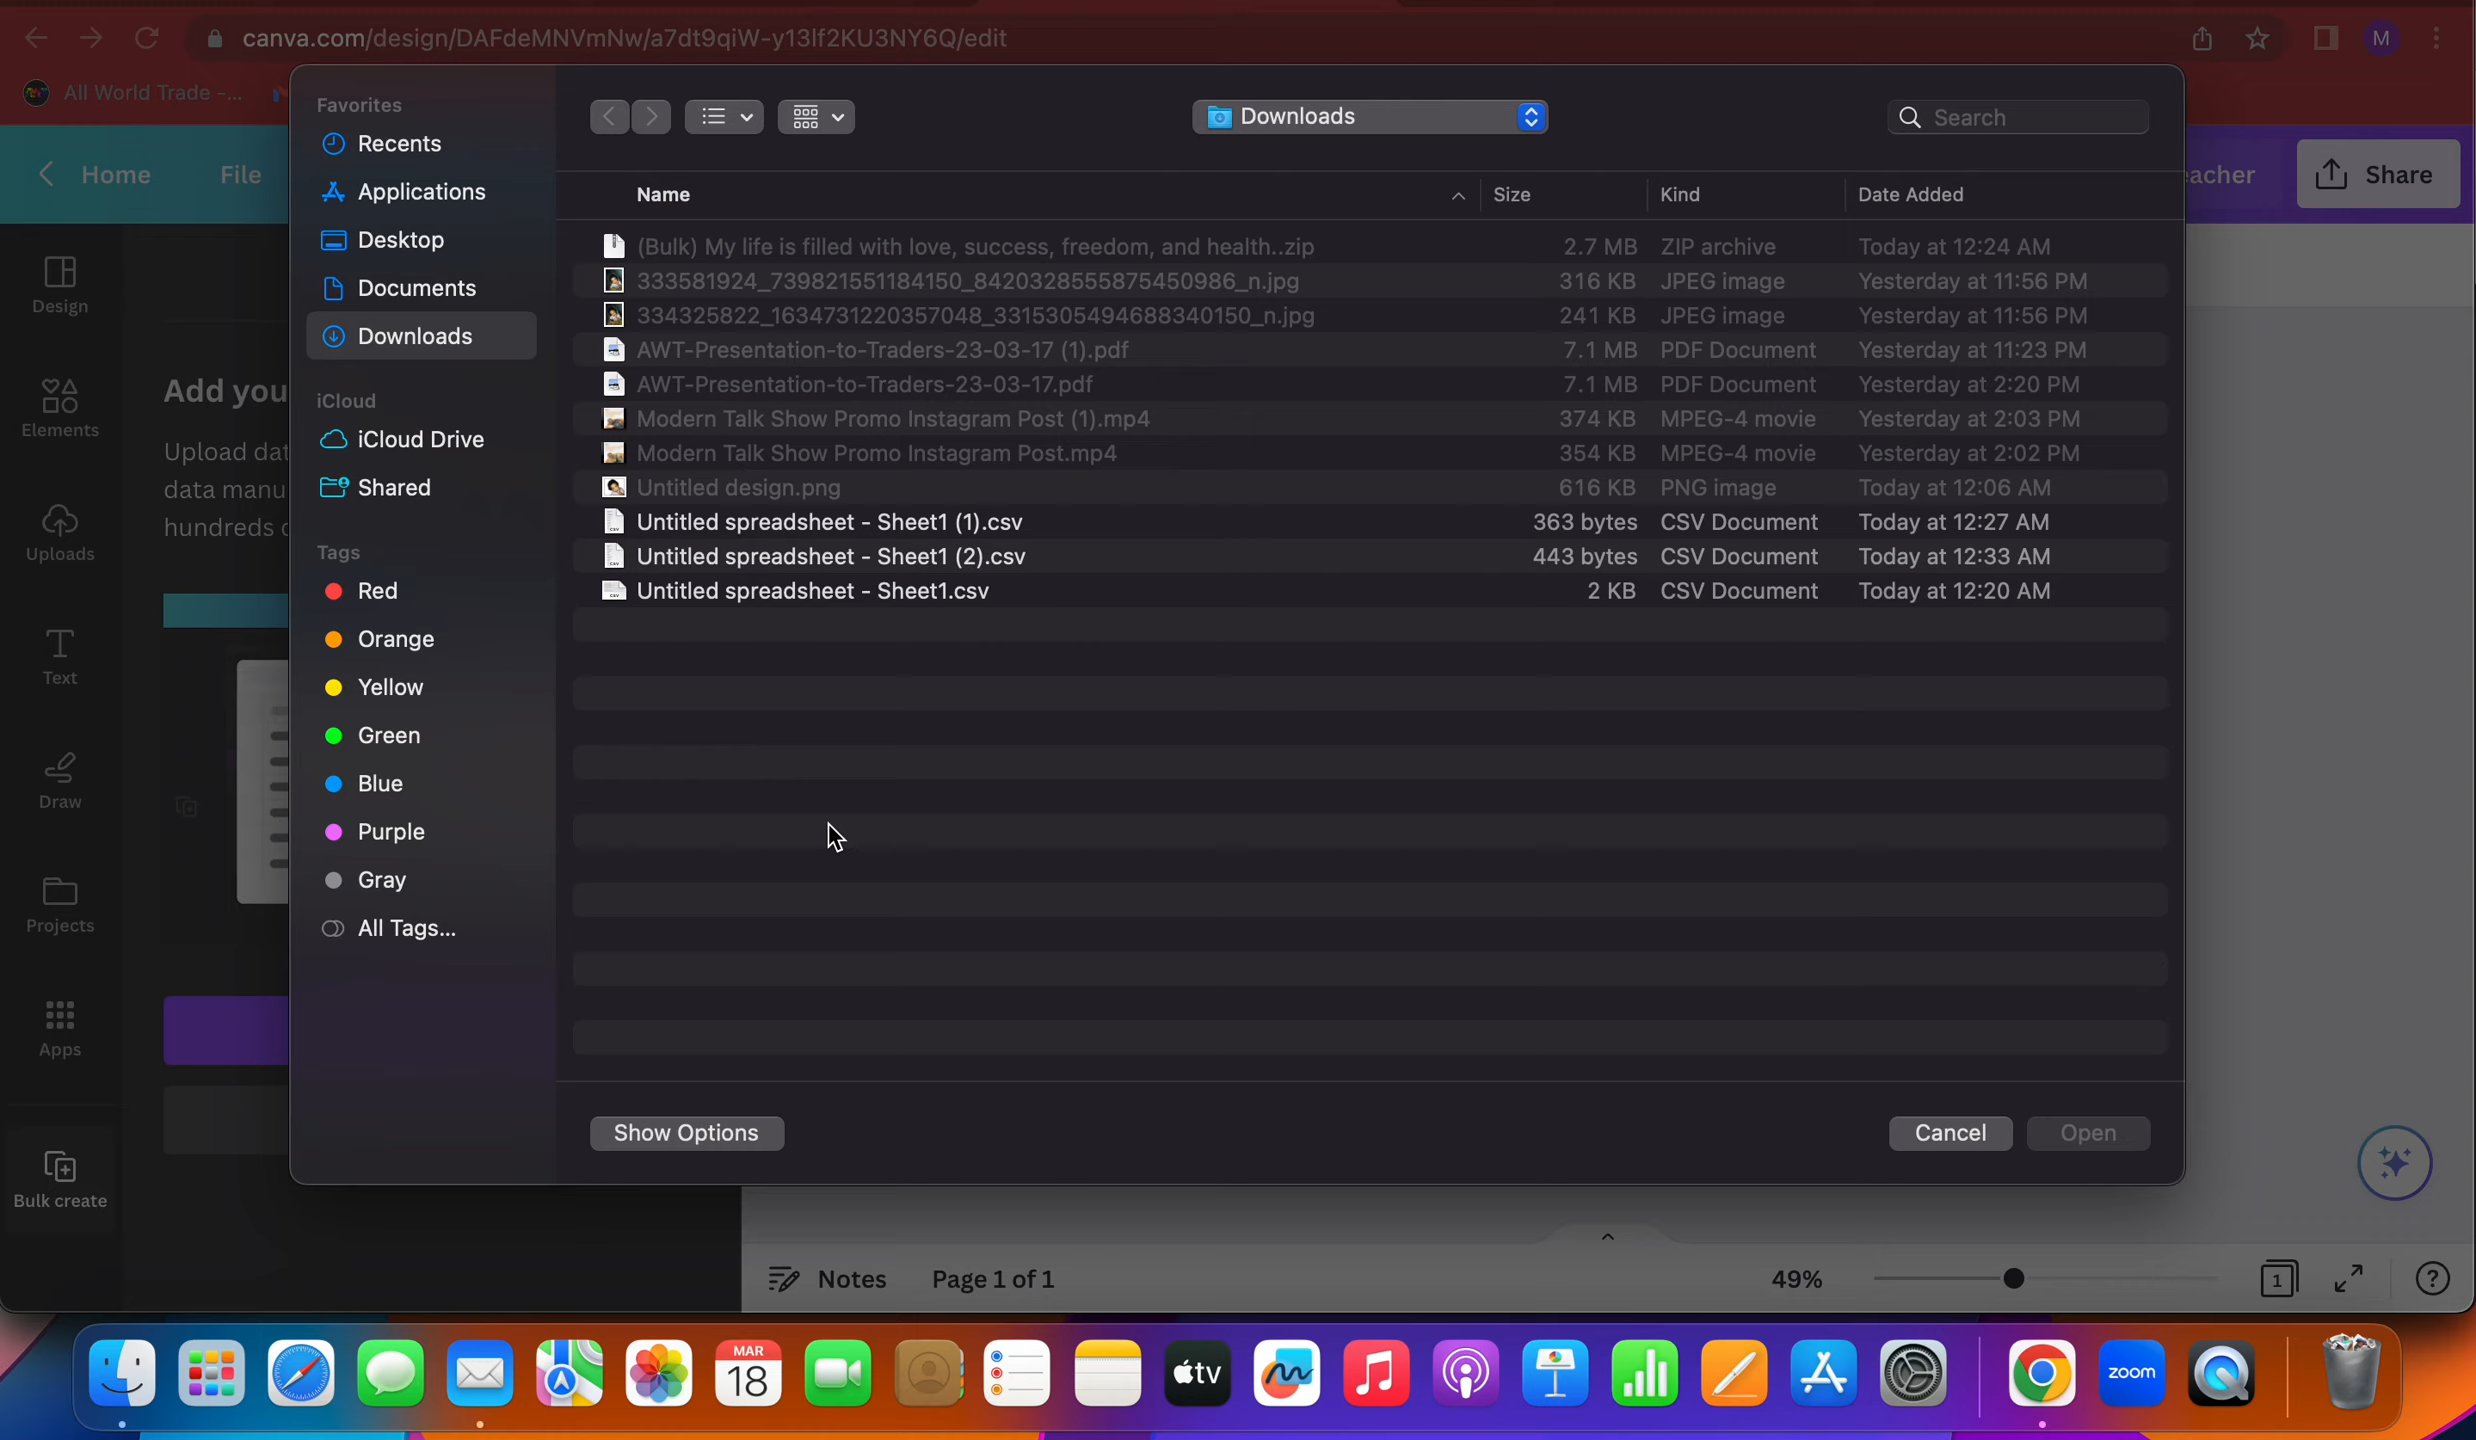 canva.com/design/DAFdeMNVmNw/a7dt9qiW-y13lf2KU3NY6Q/edit
M
All World Trade -...
Home
File
acher
Share
Design
Elements
Uploads
Text
Draw
Projects
Apps
Bulk create
Add you
Upload dat
data manu
hundreds
Favorites
Recents
Applications
Desktop
Documents
Downloads
iCloud
iCloud Drive
Shared
Tags
Red
Orange
Yellow
Green
Blue
Purple
Gray
All Tags...
Downloads
Search
Name Size Kind Date Added
(Bulk) My life is filled with love, success, freedom, and health..zip 2.7 MB ZIP archive Today at 12:24 AM
333581924_739821551184150_8420328555875450986_n.jpg 316 KB JPEG image Yesterday at 11:56 PM
334325822_1634731220357048_3315305494688340150_n.jpg 241 KB JPEG image Yesterday at 11:56 PM
AWT-Presentation-to-Traders-23-03-17 (1).pdf 7.1 MB PDF Document Yesterday at 11:23 PM
AWT-Presentation-to-Traders-23-03-17.pdf 7.1 MB PDF Document Yesterday at 2:20 PM
Modern Talk Show Promo Instagram Post (1).mp4 374 KB MPEG-4 movie Yesterday at 2:03 PM
Modern Talk Show Promo Instagram Post.mp4 354 KB MPEG-4 movie Yesterday at 2:02 PM
Untitled design.png 616 KB PNG image Today at 12:06 AM
Untitled spreadsheet - Sheet1 (1).csv 363 bytes CSV Document Today at 12:27 AM
Untitled spreadsheet - Sheet1 (2).csv 443 bytes CSV Document Today at 12:33 AM
Untitled spreadsheet - Sheet1.csv 2 KB CSV Document Today at 12:20 AM
Show Options
Cancel
Open
Notes
Page 1 of 1
49%
1
?
MAR
18
tv
zoom